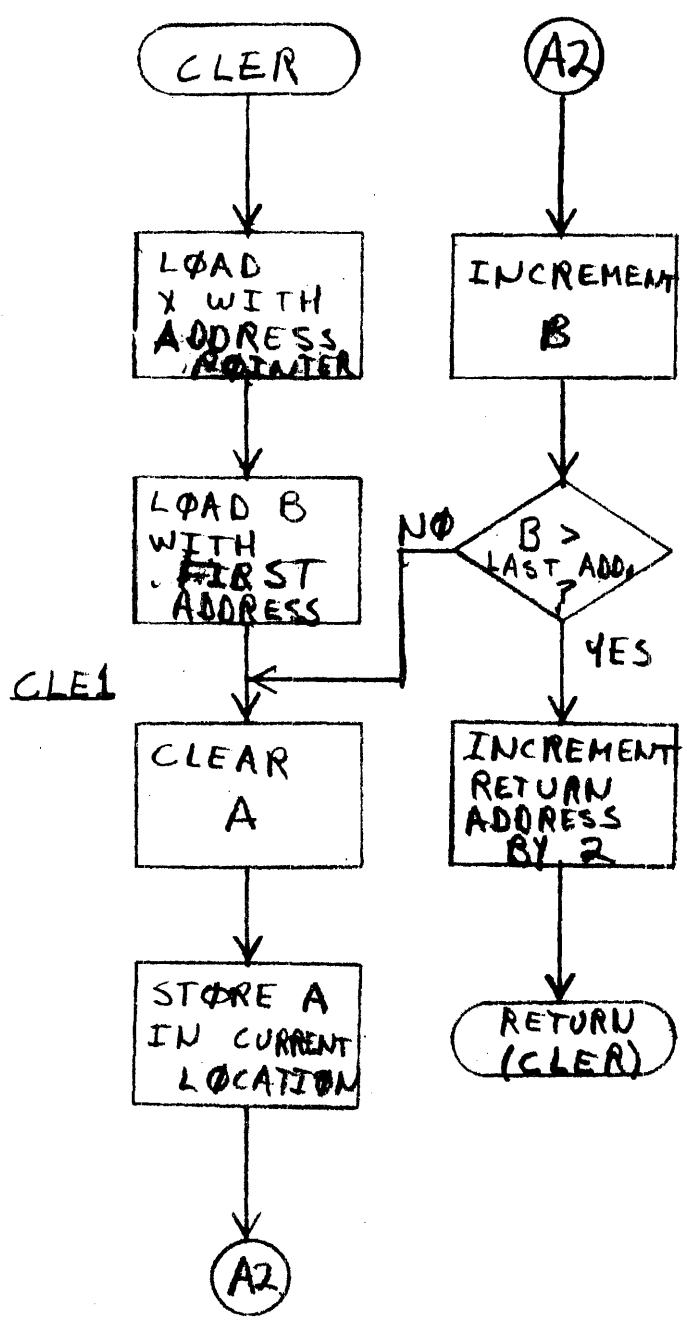 CLER
LØAD
X WITH
ADDRESS
PØINTER
LØAD B
WITH
FIRST
ADDRESS
CLE1
CLEAR
A
STØRE A
IN CURRENT
LØCATIØN
A2
A2
INCREMENT
B
B >
LAST ADD.
?
NØ
YES
INCREMENT
RETURN
ADDRESS
BY 2
RETURN
(CLER)